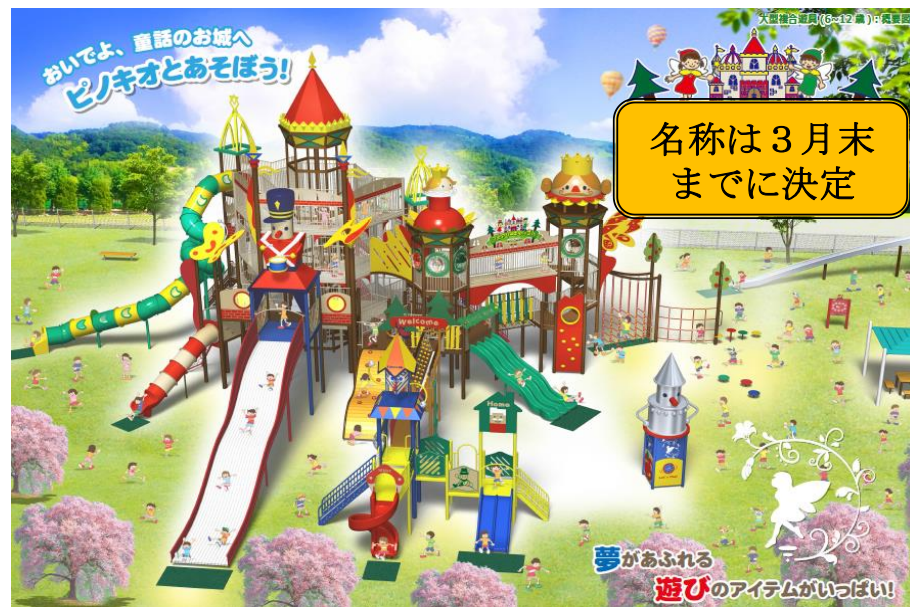 大型複合遊具(6~12歳):概要図
おいでよ、童話のお城へ
ピノキオとあそぼう!
名称は３月末
までに決定
Welcome
Home
夢があふれる
遊びのアイテムがいっぱい!